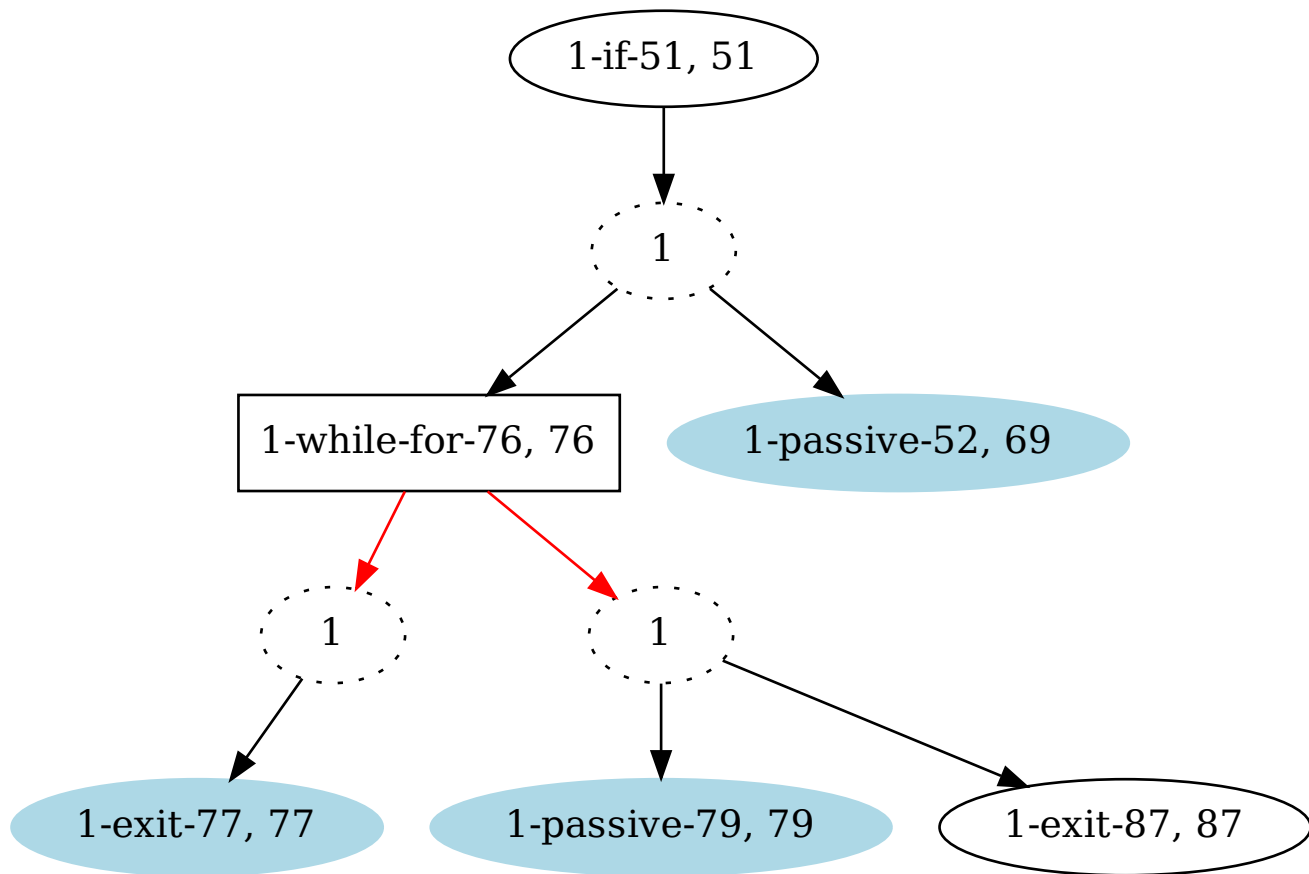 1-if-51, 51
1
1-while-for-76, 76
1-passive-52, 69
1
1
1-exit-77, 77
1-passive-79, 79
1-exit-87, 87